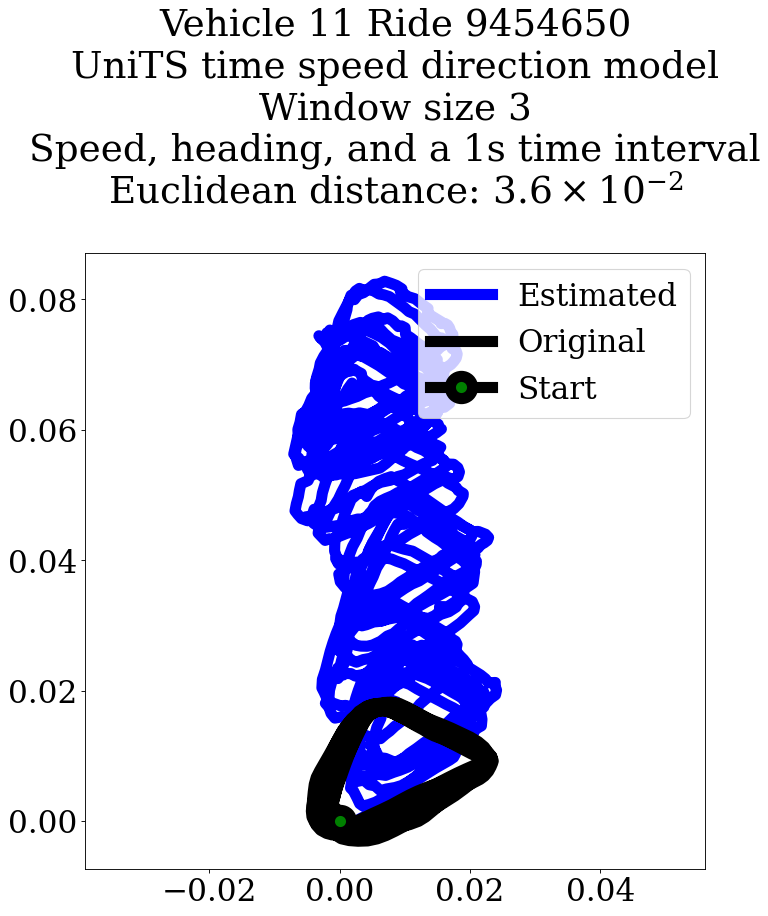 Vehicle 11 Ride 9454650
UniTS time speed direction model
Window size 3
Speed, heading, and a 1s time interval
Euclidean distance: 3.6 × 10⁻²
Estimated
Original
Start
0.08
0.06
0.04
0.02
0.00
−0.02 0.00 0.02 0.04